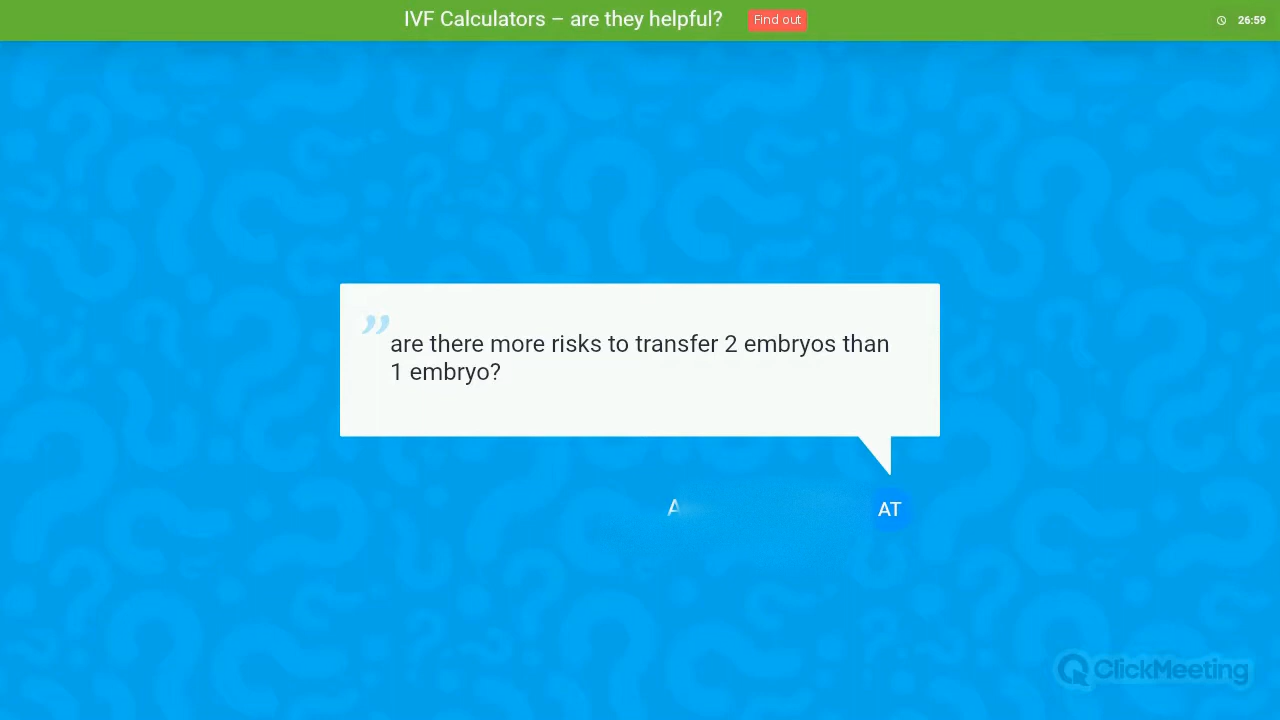 IVF Calculators – are they helpful? Find out
26:59
” are there more risks to transfer 2 embryos than
1 embryo?
A
AT
ClickMeeting